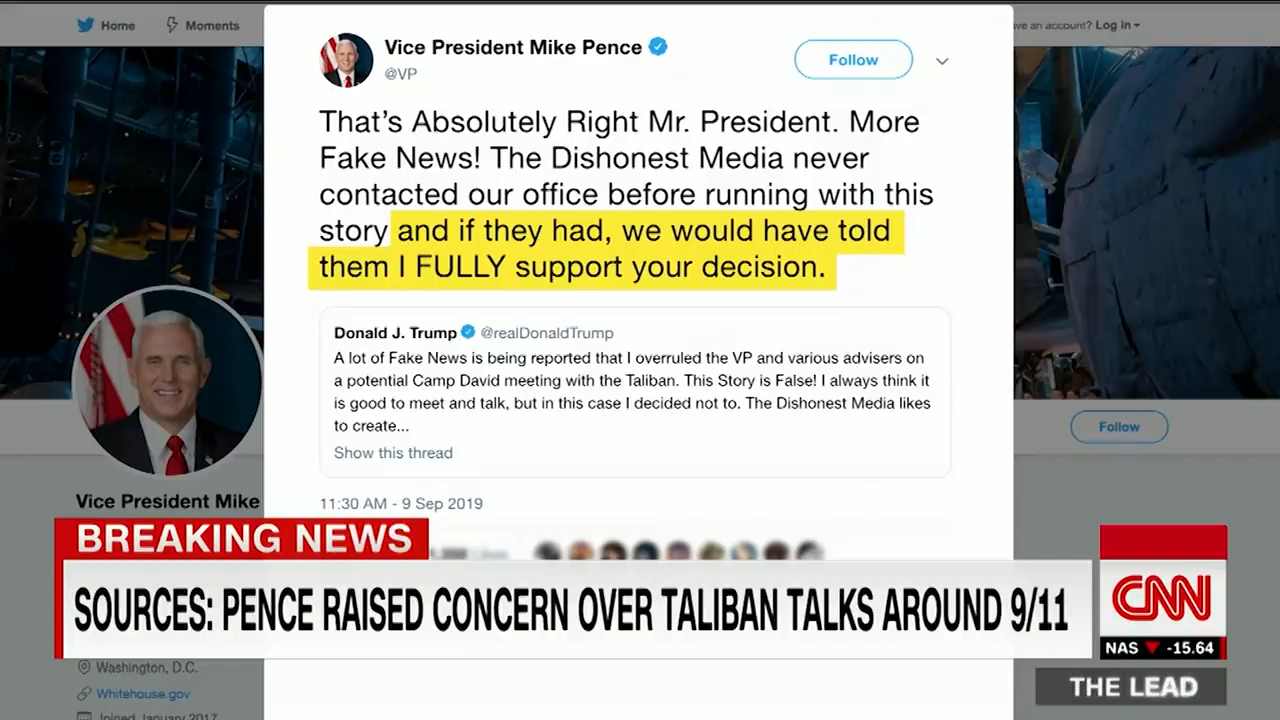 Home Moments
ve an account? Log in
Vice President Mike Pence
@VP
Follow
That's Absolutely Right Mr. President. More
Fake News! The Dishonest Media never
contacted our office before running with this
story and if they had, we would have told
them I FULLY support your decision.
Donald J. Trump @realDonaldTrump
A lot of Fake News is being reported that I overruled the VP and various advisers on
a potential Camp David meeting with the Taliban. This Story is False! I always think it
is good to meet and talk, but in this case I decided not to. The Dishonest Media likes
to create...
Show this thread
Follow
11:30 AM - 9 Sep 2019
Vice President Mike
BREAKING NEWS
SOURCES: PENCE RAISED CONCERN OVER TALIBAN TALKS AROUND 9/11
CNN
NAS ▼ -15.64
THE LEAD
Washington, D.C.
Whitehouse.gov
Joined January 2017